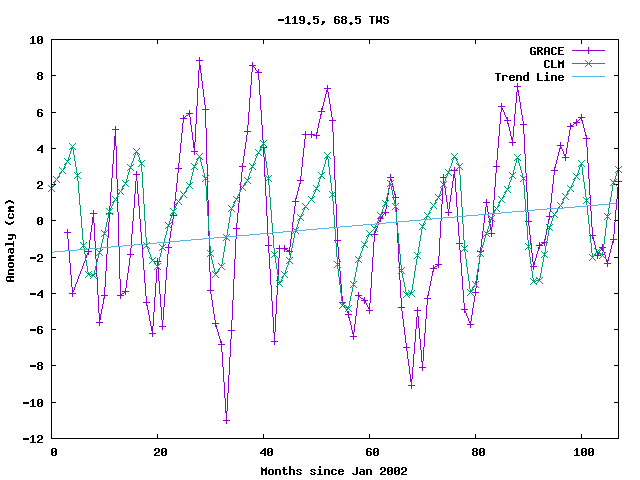 -119.5, 68.5 TWS
GRACE
CLM
Trend Line
10
8
6
4
2
0
-2
-4
-6
-8
-10
-12
Anomaly (cm)
0 20 40 60 80 100
Months since Jan 2002